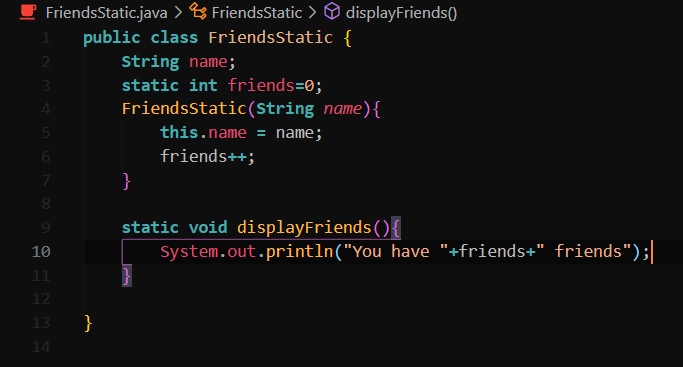 FriendsStatic.java > FriendsStatic > displayFriends()
1 public class FriendsStatic {
2     String name;
3     static int friends=0;
4     FriendsStatic(String name){
5         this.name = name;
6         friends++;
7     }
8
9     static void displayFriends(){
10         System.out.println("You have "+friends+" friends");
11     }
12
13 }
14